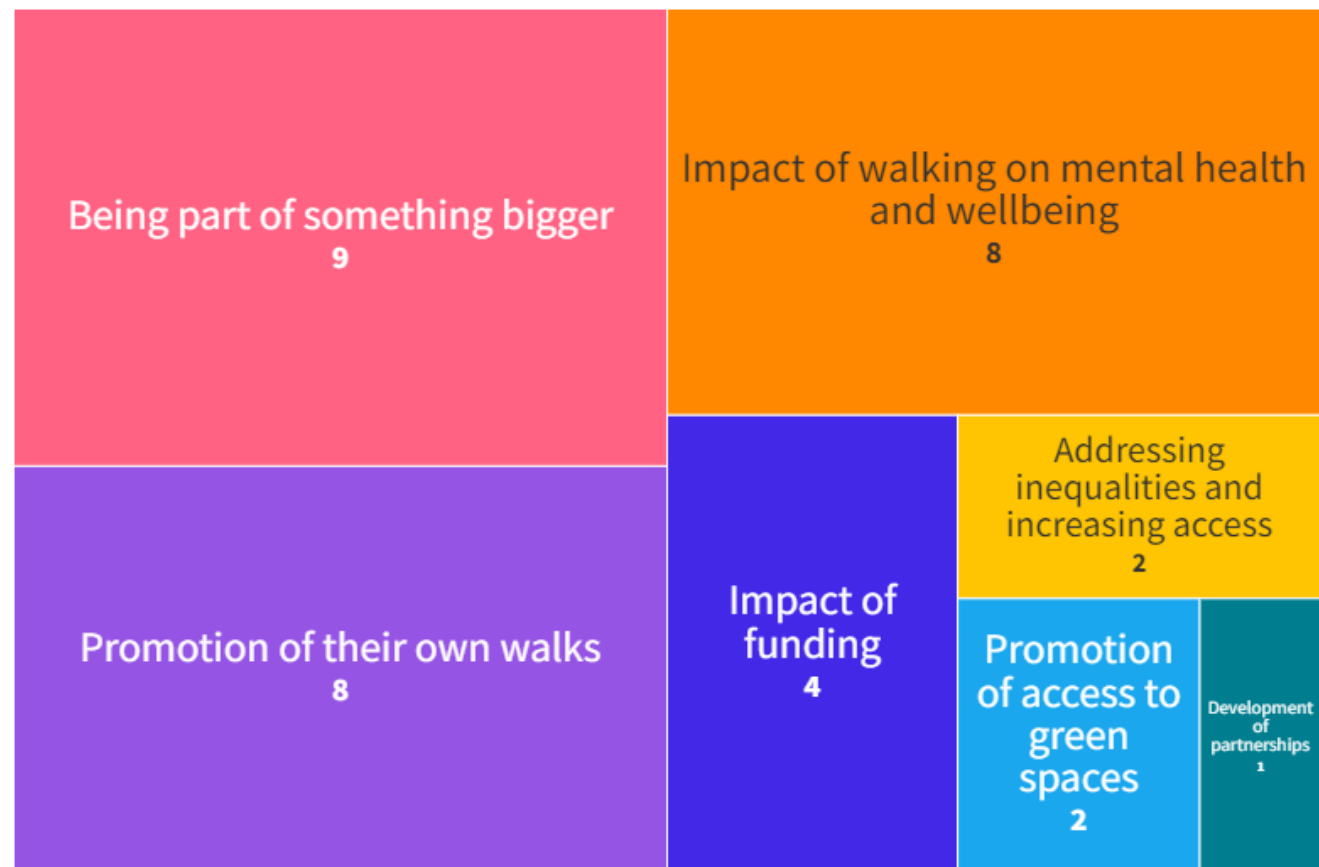 Being part of something bigger
9
Impact of walking on mental health
and wellbeing
8
Promotion of their own walks
8
Impact of
funding
4
Addressing
inequalities and
increasing access
2
Promotion
of access to
green
spaces
2
Development
of
partnerships
1